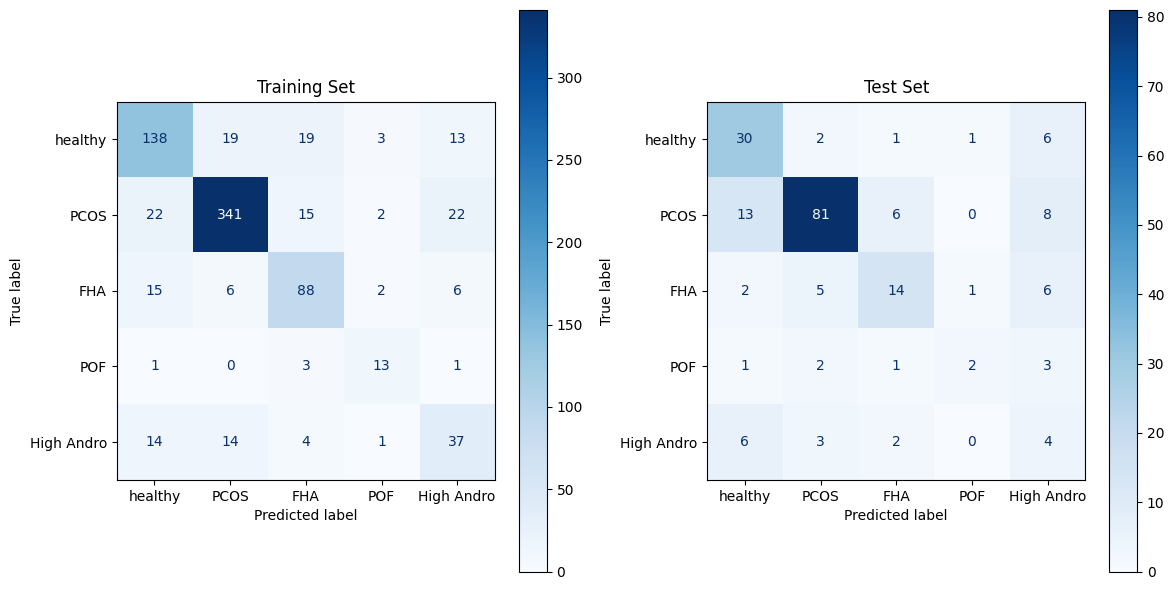 Training Set
True label
healthy 138 19 19 3 13
PCOS 22 341 15 2 22
FHA 15 6 88 2 6
POF 1 0 3 13 1
High Andro 14 14 4 1 37
healthy PCOS FHA POF High Andro
Predicted label
300
250
200
150
100
50
0
Test Set
True label
healthy 30 2 1 1 6
PCOS 13 81 6 0 8
FHA 2 5 14 1 6
POF 1 2 1 2 3
High Andro 6 3 2 0 4
healthy PCOS FHA POF High Andro
Predicted label
80
70
60
50
40
30
20
10
0